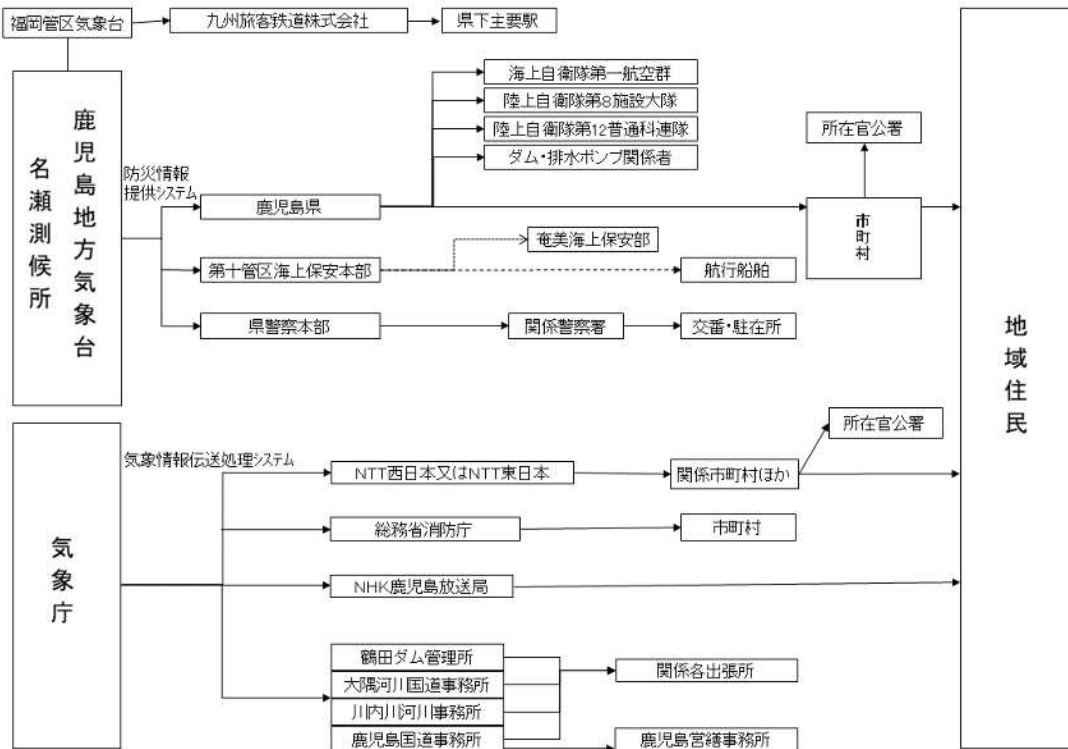 福岡管区気象台
九州旅客鉄道株式会社
県下主要駅
鹿児島地方気象台
名瀬測候所
防災情報
提供システム
海上自衛隊第一航空群
陸上自衛隊第8施設大隊
陸上自衛隊第12普通科連隊
ダム・排水ポンプ関係者
鹿児島県
所在官公署
市町村
奄美海上保安部
第十管区海上保安本部
航行船舶
県警察本部
関係警察署
交番・駐在所
地域住民
気象庁
気象情報伝送処理システム
所在官公署
NTT西日本又はNTT東日本
関係市町村ほか
総務省消防庁
市町村
NHK鹿児島放送局
鶴田ダム管理所
大隅河川国道事務所
川内川河川事務所
鹿児島国道事務所
関係各出張所
鹿児島営繕事務所